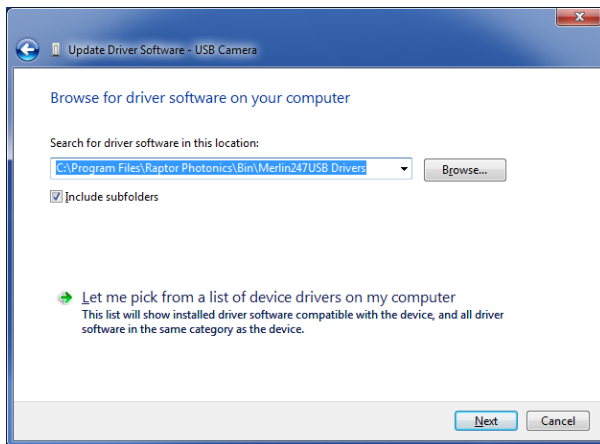 Update Driver Software - USB Camera
Browse for driver software on your computer
Search for driver software in this location:
C:\Program Files\Raptor Photonics\Bin\Merlin247USB Drivers
Browse...
Include subfolders
Let me pick from a list of device drivers on my computer
This list will show installed driver software compatible with the device, and all driver
software in the same category as the device.
Next
Cancel